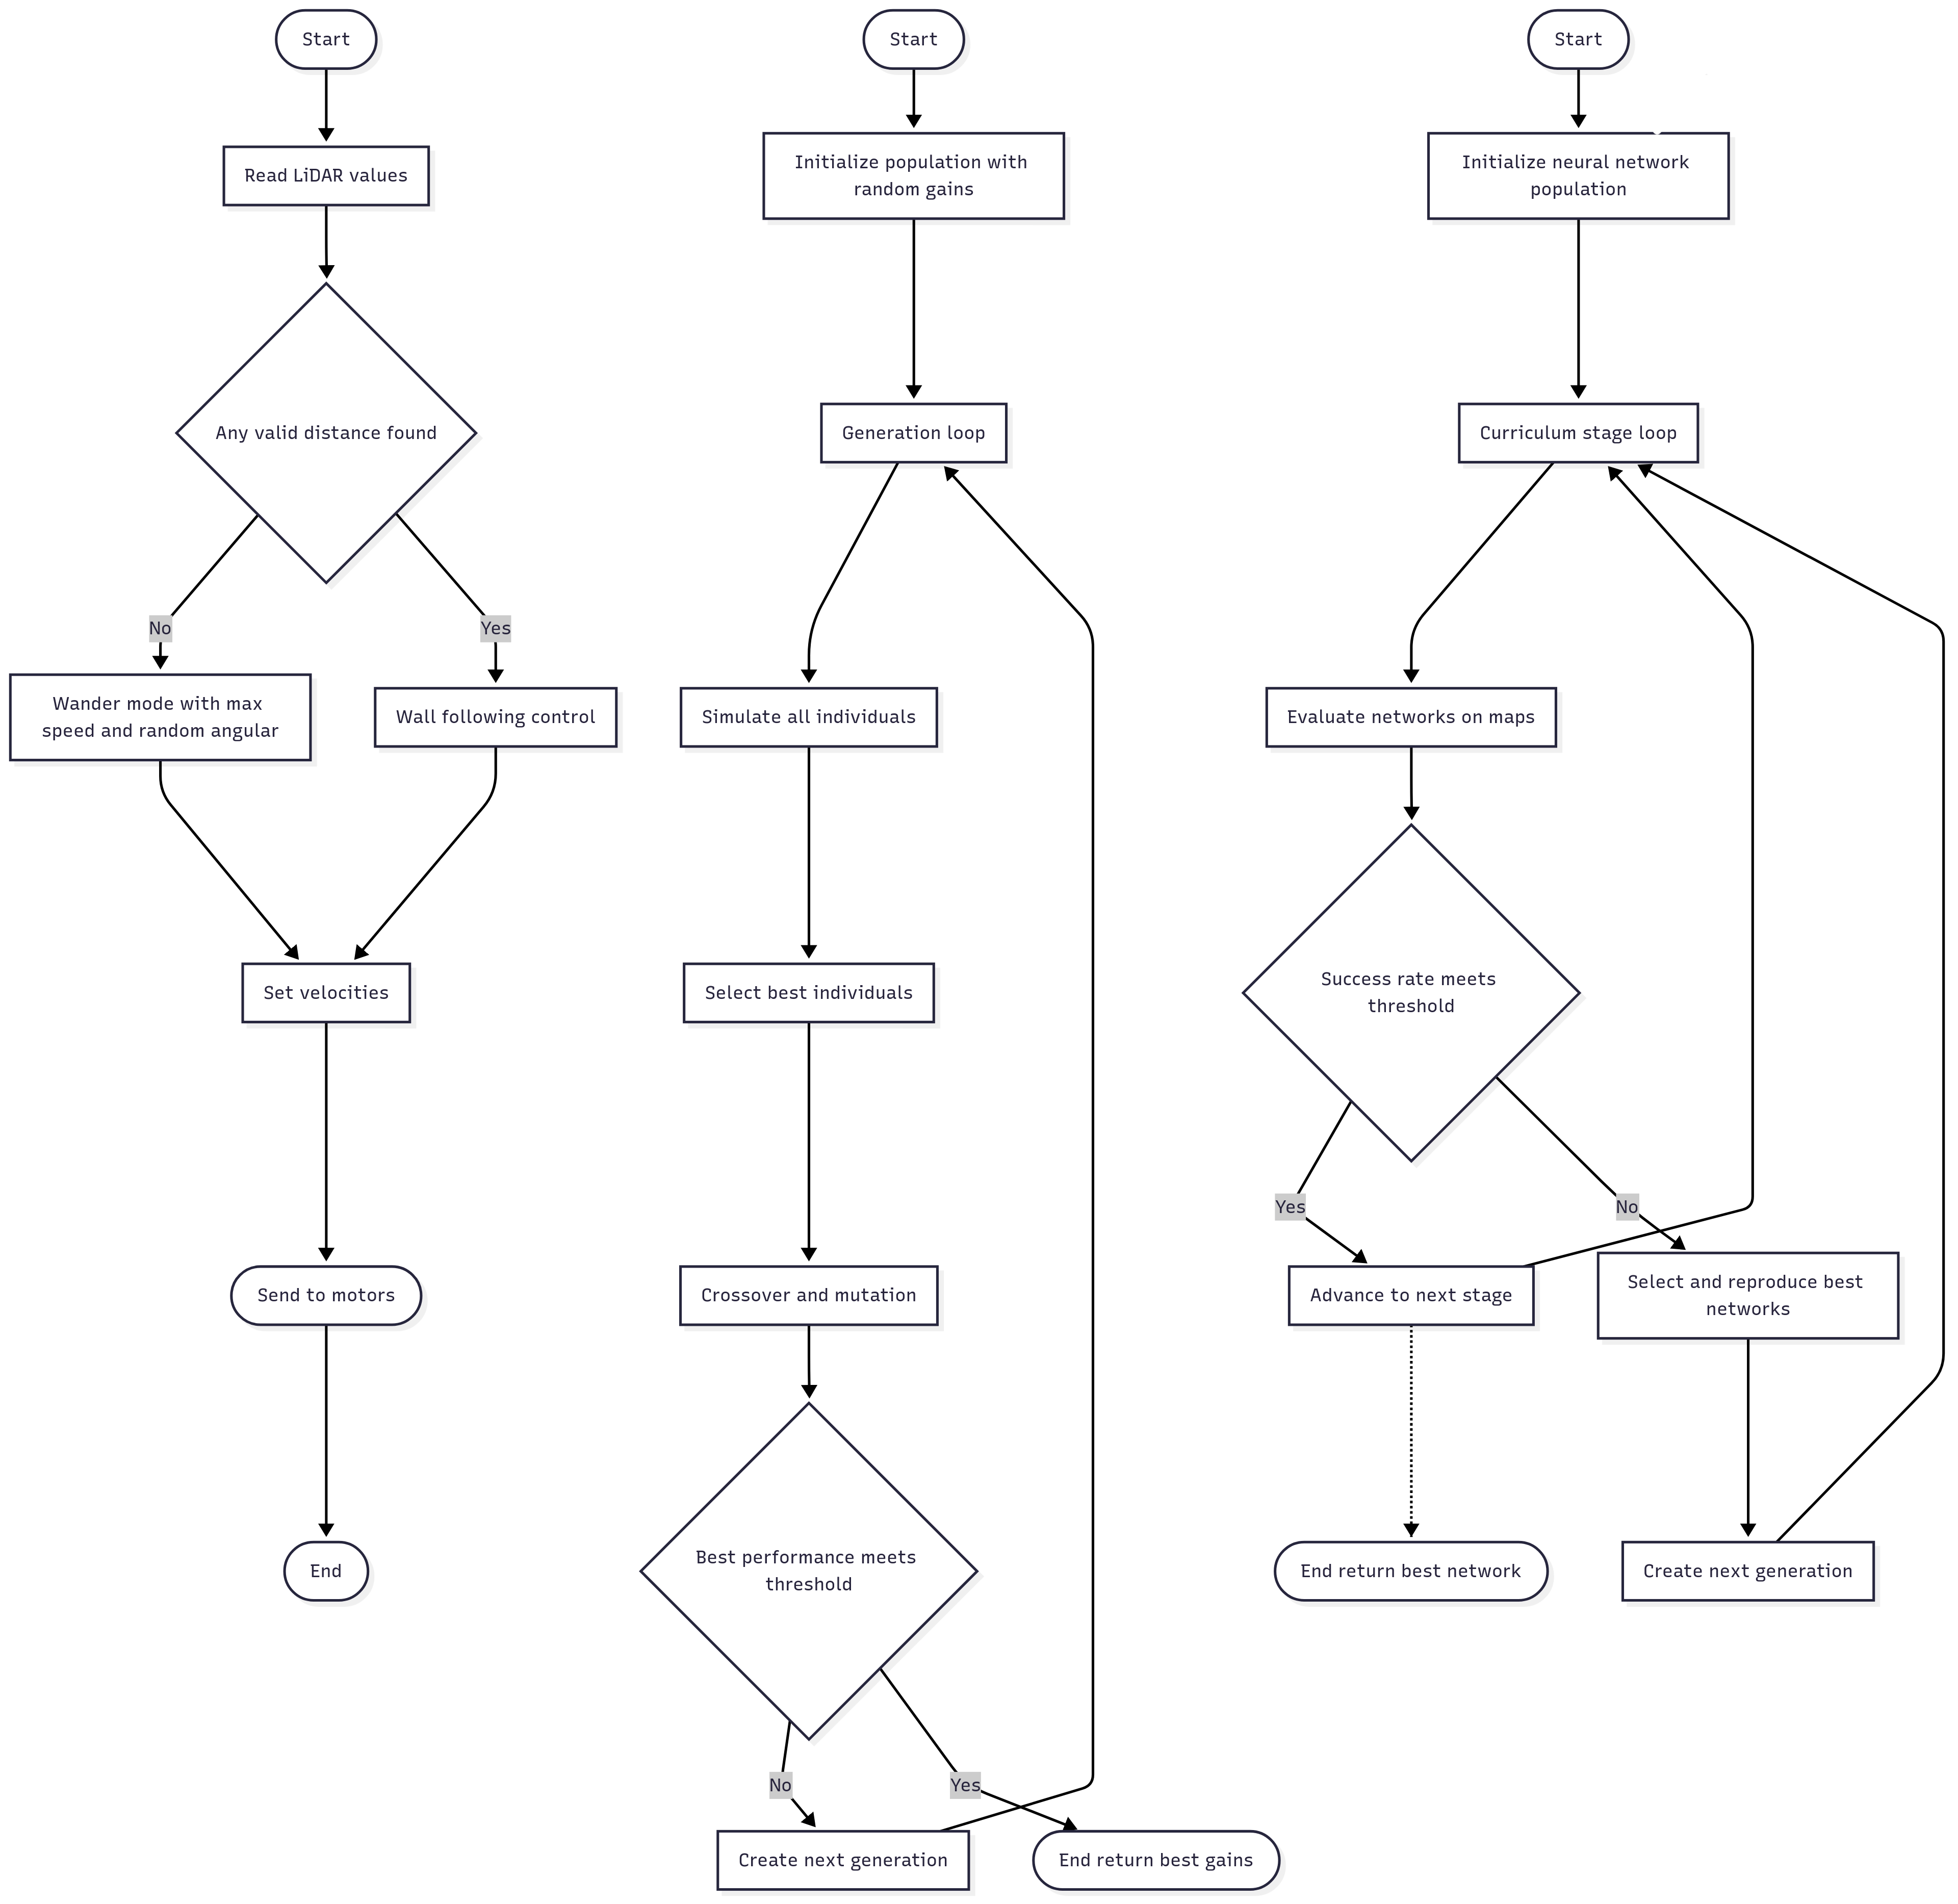 Start
Read LiDAR values
Any valid distance found
No
Yes
Wander mode with max
speed and random angular
Wall following control
Set velocities
Send to motors
End
Start
Initialize population with
random gains
Generation loop
Simulate all individuals
Select best individuals
Crossover and mutation
Best performance meets
threshold
No
Yes
Create next generation
End return best gains
Start
Initialize neural network
population
Curriculum stage loop
Evaluate networks on maps
Success rate meets
threshold
Yes
No
Advance to next stage
Select and reproduce best
networks
End return best network
Create next generation